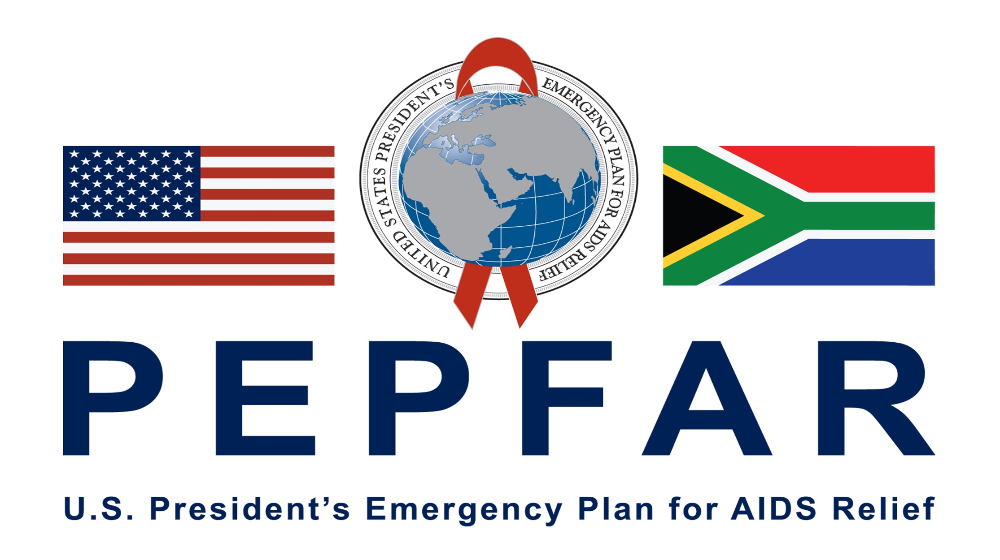 UNITED STATES PRESIDENT'S EMERGENCY PLAN FOR AIDS RELIEF
PEPFAR
U.S. President’s Emergency Plan for AIDS Relief